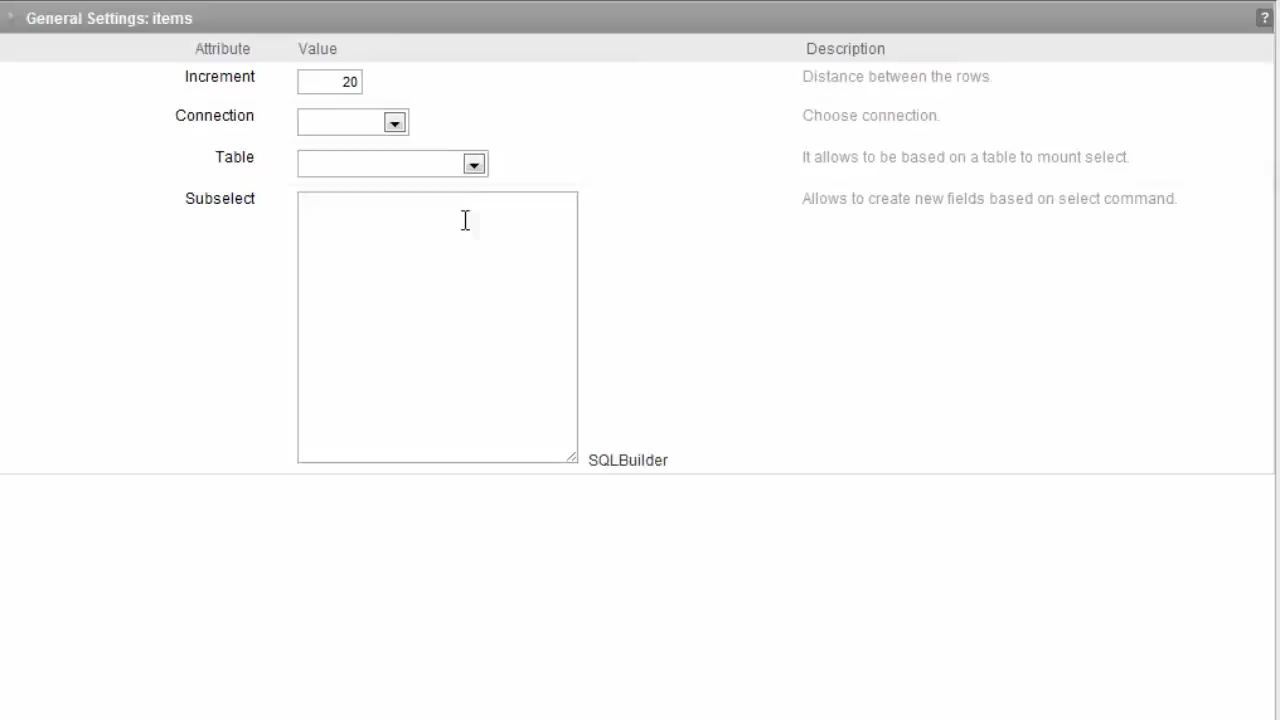 General Settings: items ?
Attribute Value Description
Increment 20 Distance between the rows.
Connection Choose connection.
Table It allows to be based on a table to mount select.
Subselect Allows to create new fields based on select command.
SQLBuilder